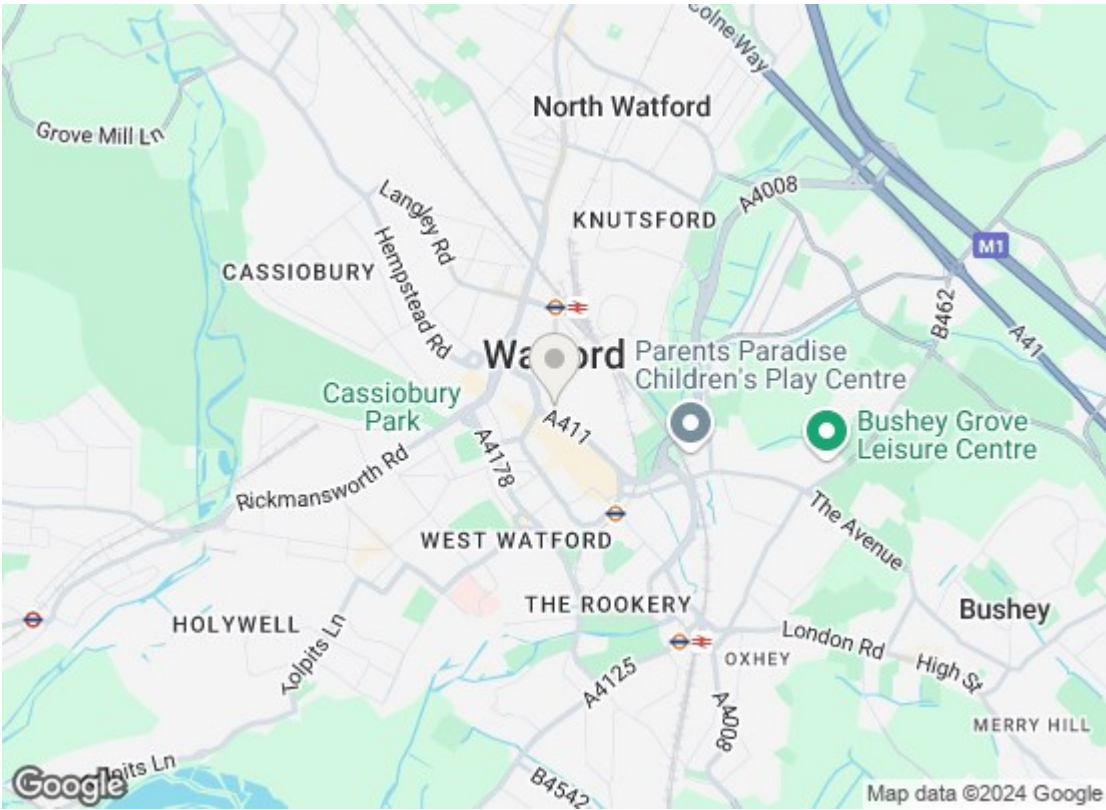 Colne Way
North Watford
Grove Mill Ln
A4008
Langley Rd
KNUTSFORD
M1
CASSIOBURY
Hempstead Rd
B462
A41
Watford
Parents Paradise
Children's Play Centre
Cassiobury
Park
A411
Bushey Grove
Leisure Centre
A4178
Rickmansworth Rd
The Avenue
WEST WATFORD
THE ROOKERY
Bushey
HOLYWELL
Tolpits Ln
London Rd
OXHEY
High St
A4125
A4008
MERRY HILL
Tolpits Ln
B4542
Google
Map data ©2024 Google